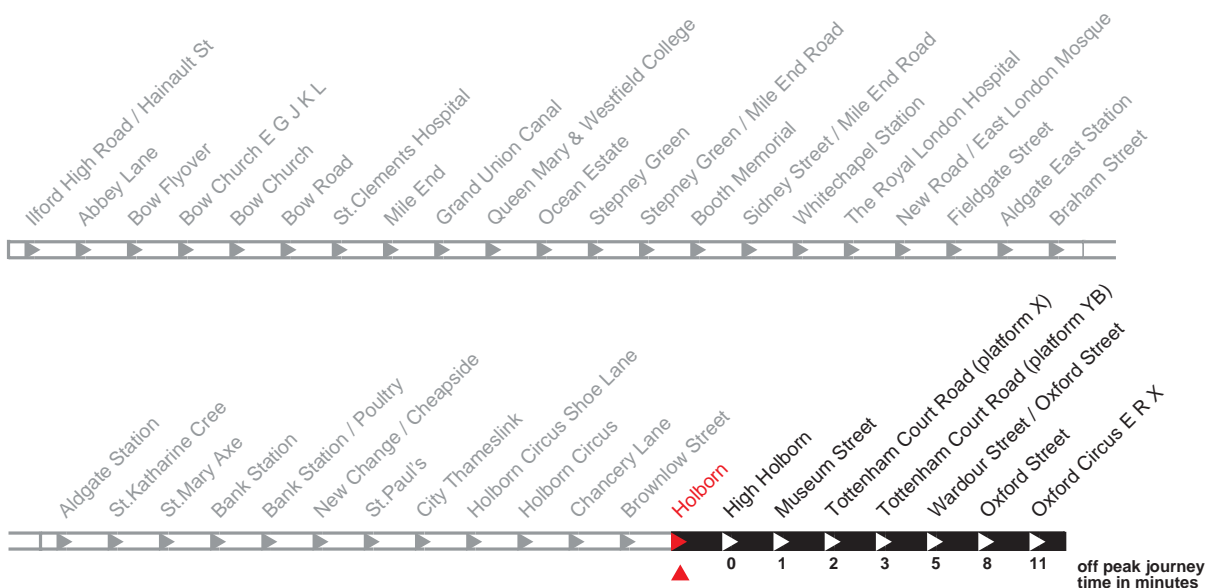 Ilford High Road / Hainault St
Abbey Lane
Bow Flyover
Bow Church E G J K L
Bow Church
Bow Road
St.Clements Hospital
Mile End
Grand Union Canal
Queen Mary & Westfield College
Ocean Estate
Stepney Green
Stepney Green / Mile End Road
Booth Memorial
Sidney Street / Mile End Road
Whitechapel Station
The Royal London Hospital
New Road / East London Mosque
Fieldgate Street
Aldgate East Station
Braham Street
Aldgate Station
St.Katharine Cree
St.Mary Axe
Bank Station
Bank Station / Poultry
New Change / Cheapside
St.Paul's
City Thameslink
Holborn Circus Shoe Lane
Holborn Circus
Chancery Lane
Brownlow Street
Holborn
High Holborn
Museum Street
Tottenham Court Road (platform X)
Tottenham Court Road (platform YB)
Wardour Street / Oxford Street
Oxford Street
Oxford Circus E R X
0 1 2 3 5 8 11
off peak journey
time in minutes